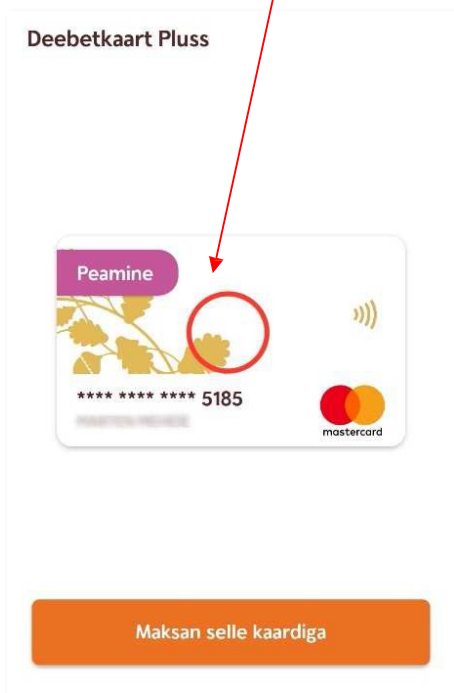 Deebetkaart Pluss
Peamine
**** **** **** 5185
mastercard
Maksan selle kaardiga